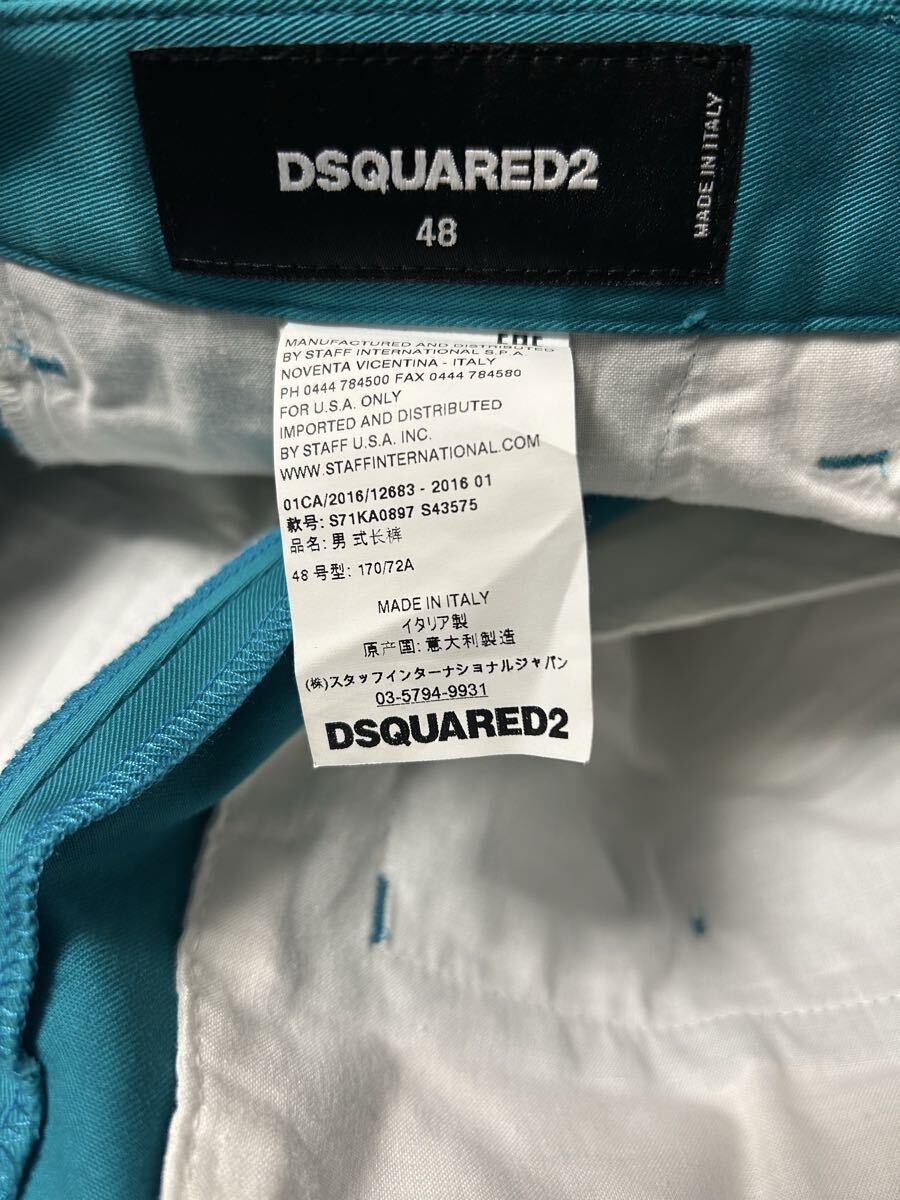 DSQUARED2
48
MADE IN ITALY
EAC
MANUFACTURED AND DISTRIBUTED
BY STAFF INTERNATIONAL S.P.A
NOVENTA VICENTINA - ITALY
PH 0444 784500 FAX 0444 784580
FOR U.S.A. ONLY
IMPORTED AND DISTRIBUTED
BY STAFF U.S.A. INC.
WWW.STAFFINTERNATIONAL.COM
01CA/2016/12683 - 2016 01
款号: S71KA0897 S43575
品名: 男 式长裤
48 号型: 170/72A
MADE IN ITALY
イタリア製
原产国: 意大利製造
(株)スタッフインターナショナルジャパン
03-5794-9931
DSQUARED2